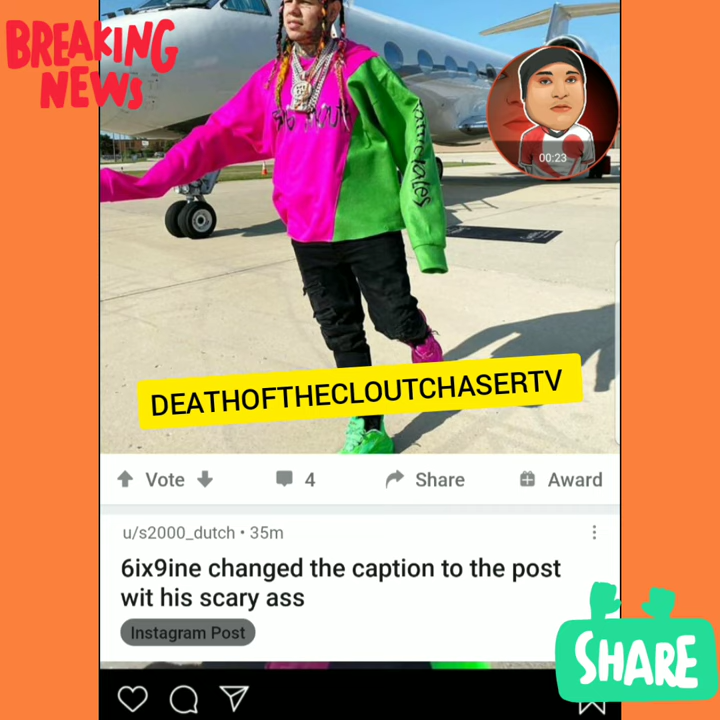 BREAKING
NEWS
00:23
DEATHOFTHECLOUTCHASERTV
Vote
4
Share
Award
u/s2000_dutch • 35m
6ix9ine changed the caption to the post
wit his scary ass
Instagram Post
SHARE